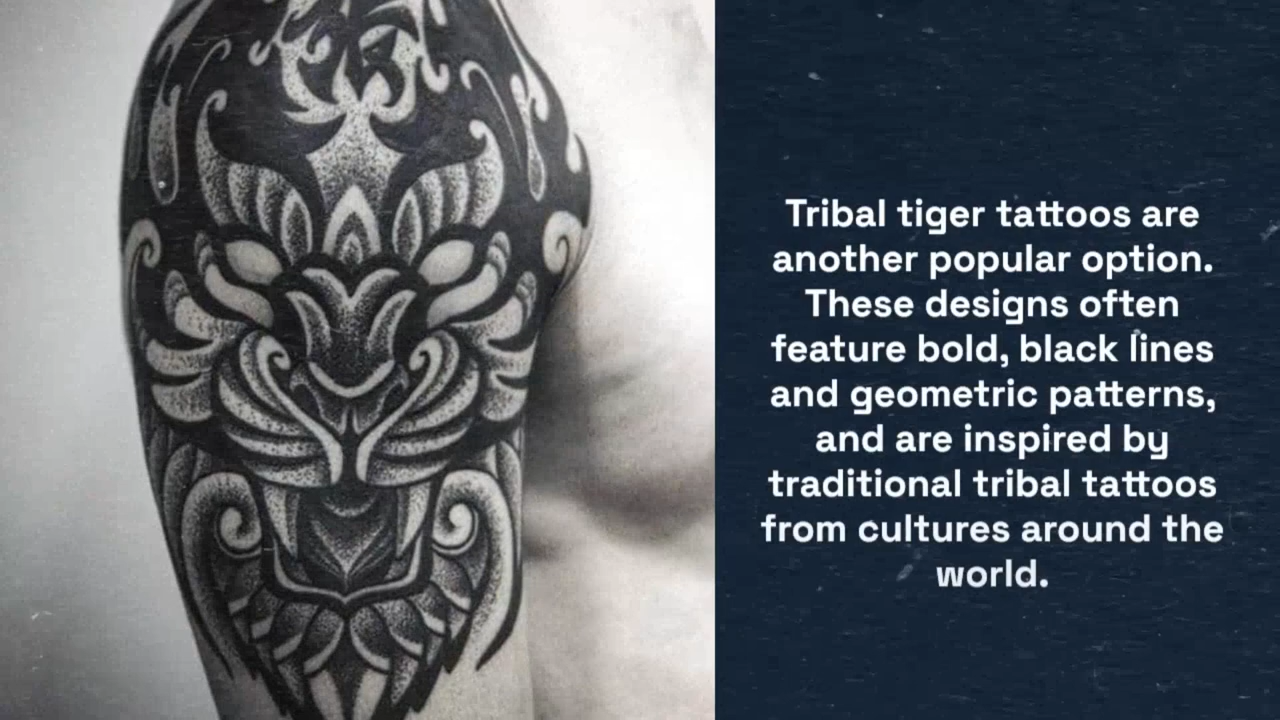 Tribal tiger tattoos are
another popular option.
These designs often
feature bold, black lines
and geometric patterns,
and are inspired by
traditional tribal tattoos
from cultures around the
world.